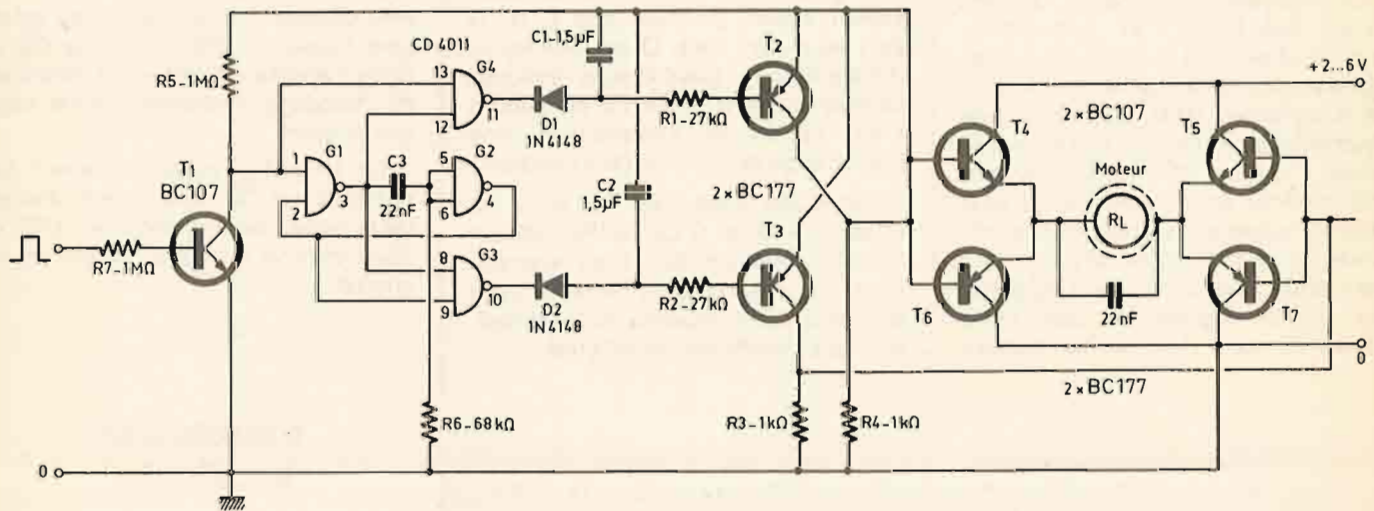 C1-1,5µF
T2
CD 4011
G4
R5-1MΩ
13
12
11
D1
1N4148
R1-27kΩ
+2...6V
2×BC107
T4
T5
T1
BC107
G1
1
2
3
C3
22nF
G2
5
6
4
C2
1,5µF
2×BC177
Moteur
RL
R7-1MΩ
G3
8
9
10
D2
1N4148
T3
R2-27kΩ
T6
22nF
T7
0
2×BC177
R6-68kΩ
R3-1kΩ
R4-1kΩ
0